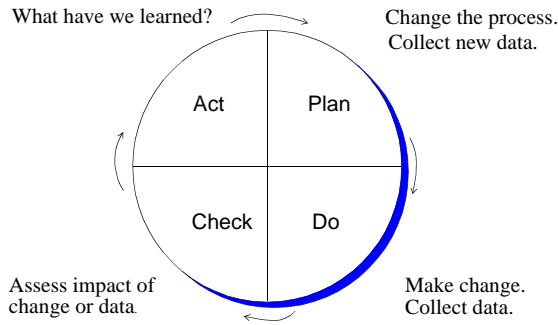 What have we learned?
Change the process.
Collect new data.
Act
Plan
Check
Do
Assess impact of
change or data.
Make change.
Collect data.